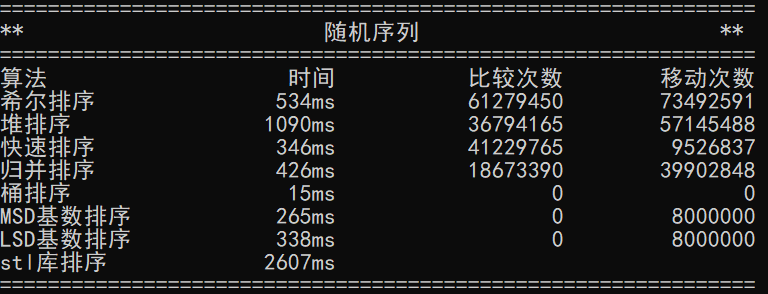 ================================================================
** 随机序列 **
================================================================
算法 时间 比较次数 移动次数
希尔排序 534ms 61279450 73492591
堆排序 1090ms 36794165 57145488
快速排序 346ms 41229765 9526837
归并排序 426ms 18673390 39902848
桶排序 15ms 0 0
MSD基数排序 265ms 0 8000000
LSD基数排序 338ms 0 8000000
stl库排序 2607ms
================================================================